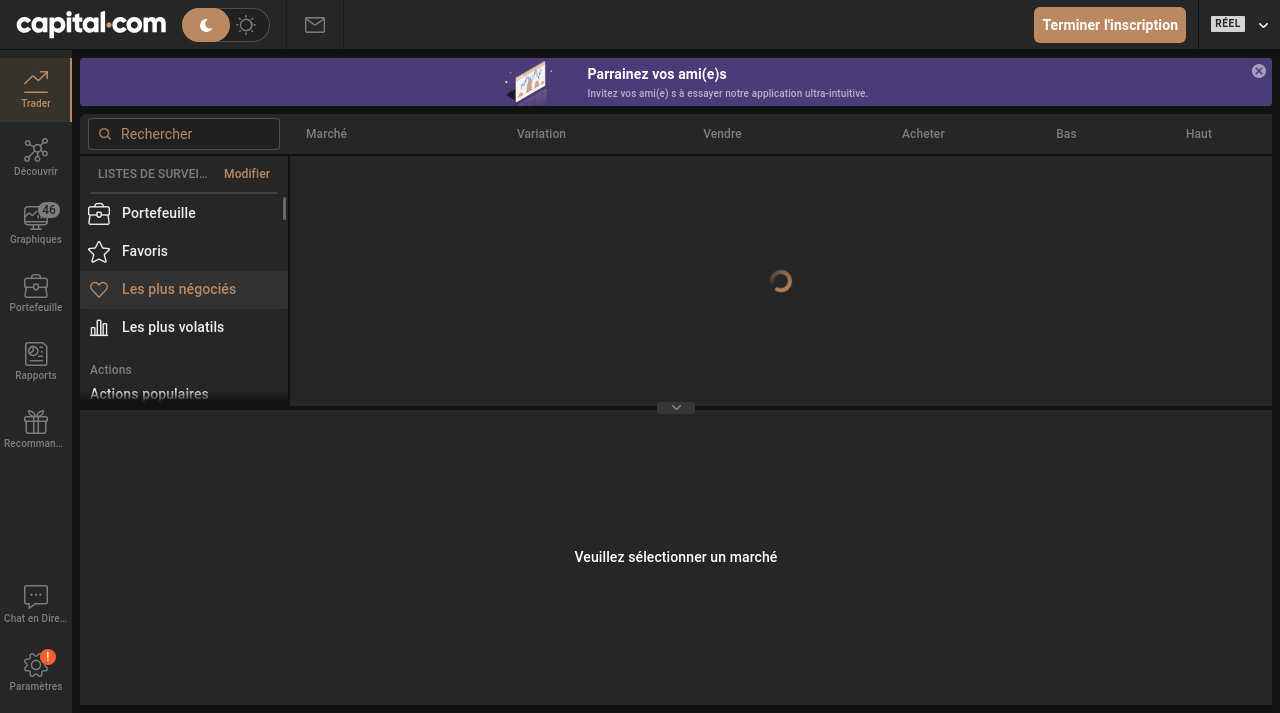 capital.com
Terminer l'inscription
RÉEL
Trader
Découvrir
46
Graphiques
Portefeuille
Rapports
Recomman...
Chat en Dire...
!
Paramètres
Parrainez vos ami(e)s
Invitez vos ami(e) s à essayer notre application ultra-intuitive.
Rechercher
Marché Variation Vendre Acheter Bas Haut
LISTES DE SURVEI... Modifier
Portefeuille
Favoris
Les plus négociés
Les plus volatils
Actions
Actions populaires
Veuillez sélectionner un marché